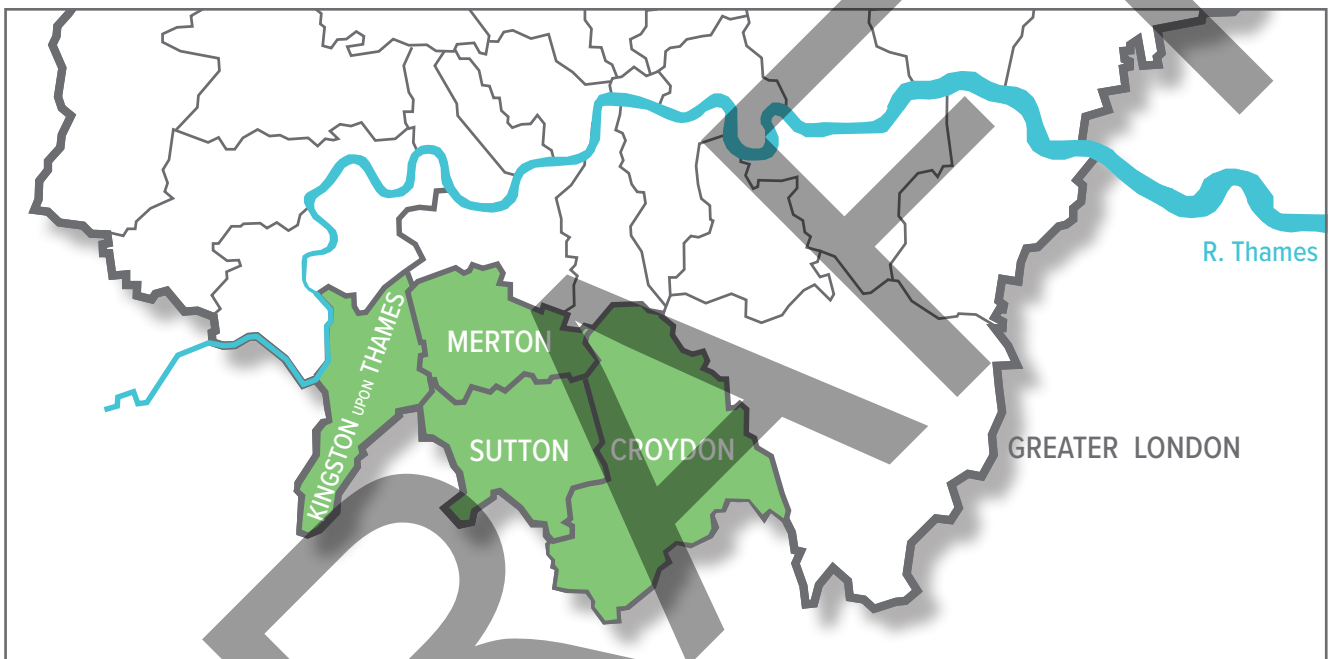 R. Thames
MERTON
KINGSTON UPON THAMES
SUTTON
CROYDON
GREATER LONDON